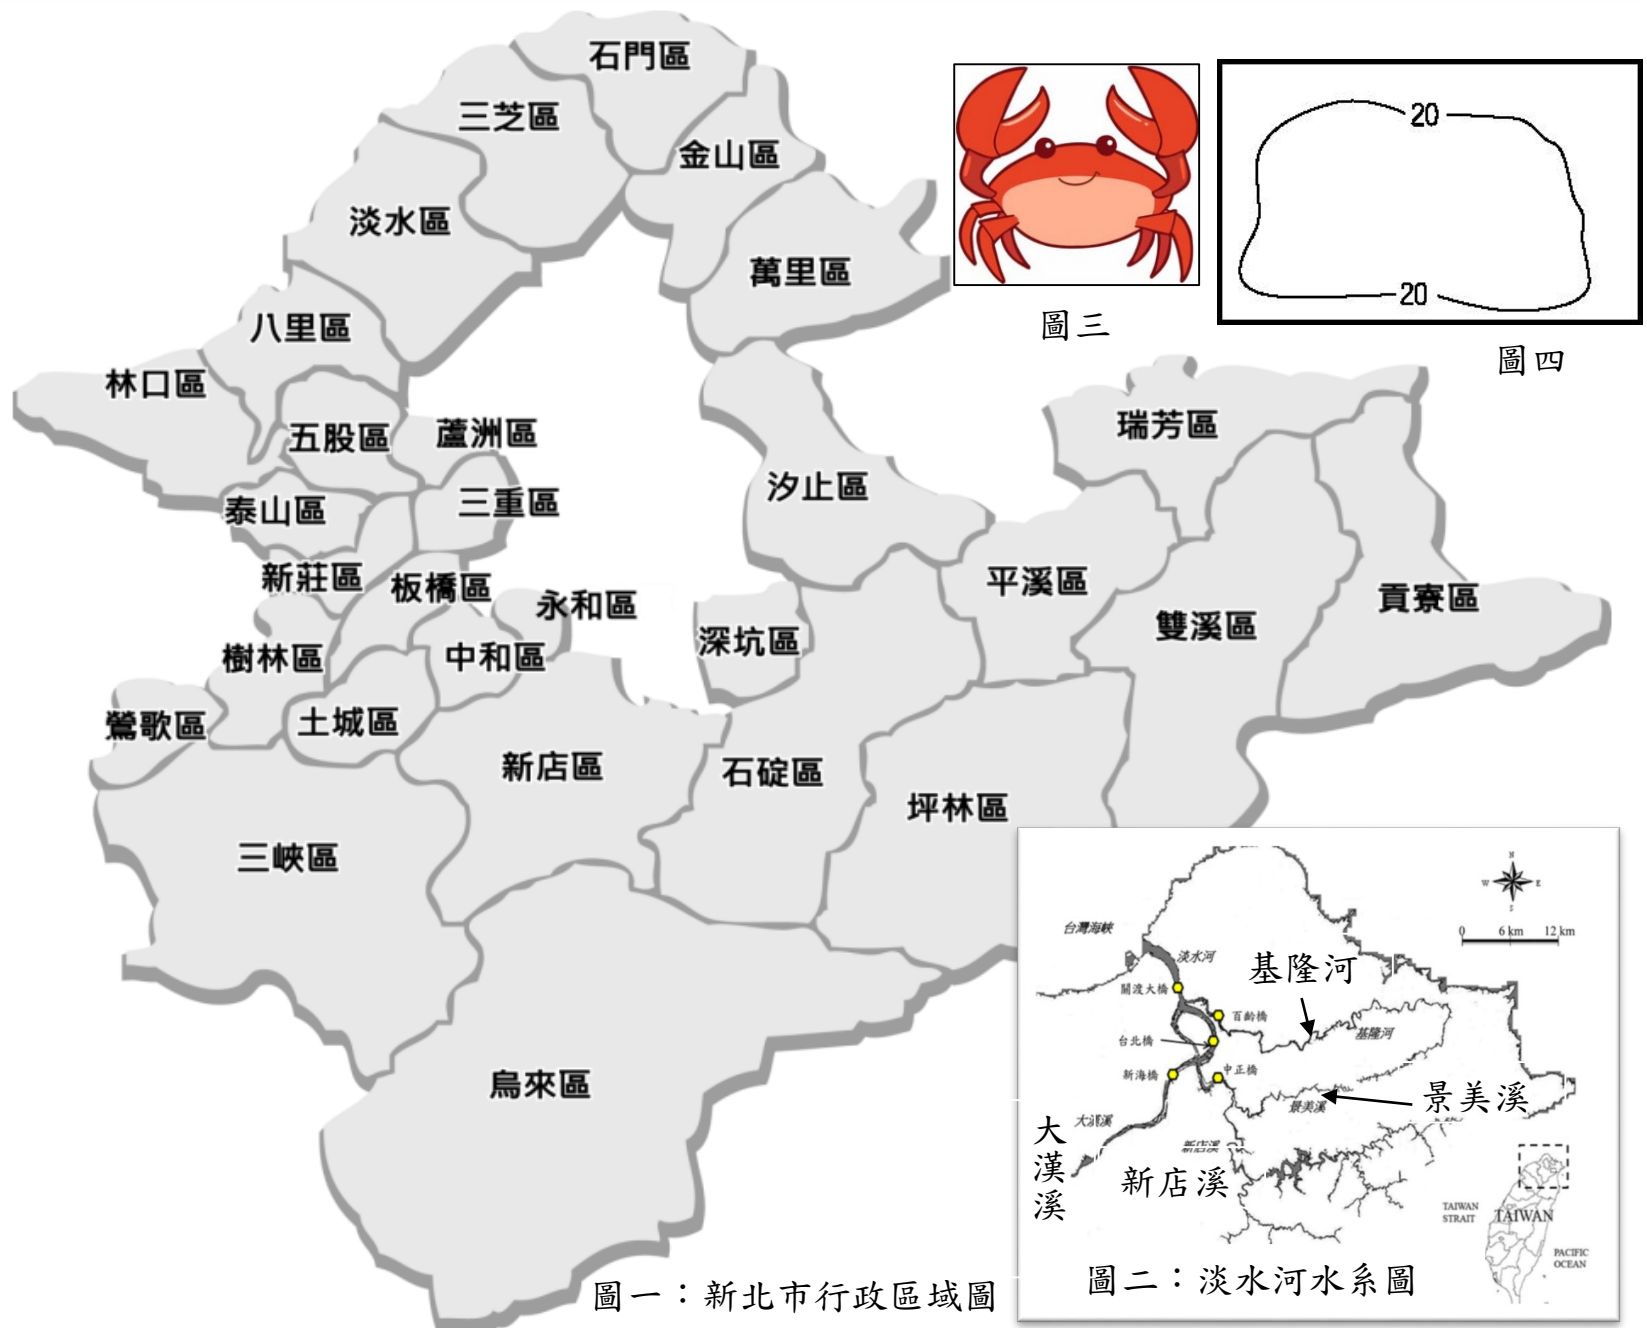 石門區
三芝區
金山區
淡水區
萬里區
八里區
林口區
五股區
蘆洲區
瑞芳區
汐止區
泰山區
三重區
新莊區
板橋區
永和區
平溪區
貢寮區
雙溪區
深坑區
樹林區
中和區
鶯歌區
土城區
新店區
石碇區
坪林區
三峽區
烏來區
圖一：新北市行政區域圖
圖三
20
20
圖四
N
W
E
S
0
6 km
12 km
台灣海峽
淡水河
關渡大橋
基隆河
百齡橋
基隆河
台北橋
新海橋
中正橋
景美溪
景美溪
大漢溪
新店溪
TAIWAN
STRAIT
TAIWAN
PACIFIC
OCEAN
圖二：淡水河水系圖